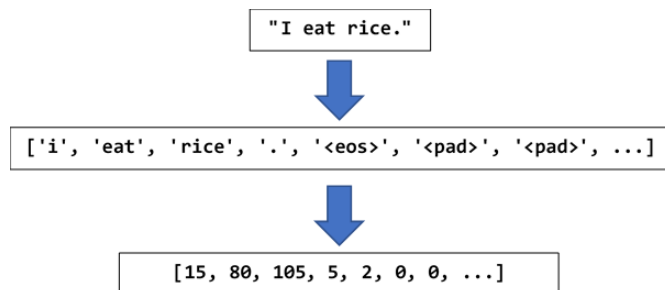 "I eat rice."
['i', 'eat', 'rice', '.', '<eos>', '<pad>', '<pad>', ...]
[15, 80, 105, 5, 2, 0, 0, ...]